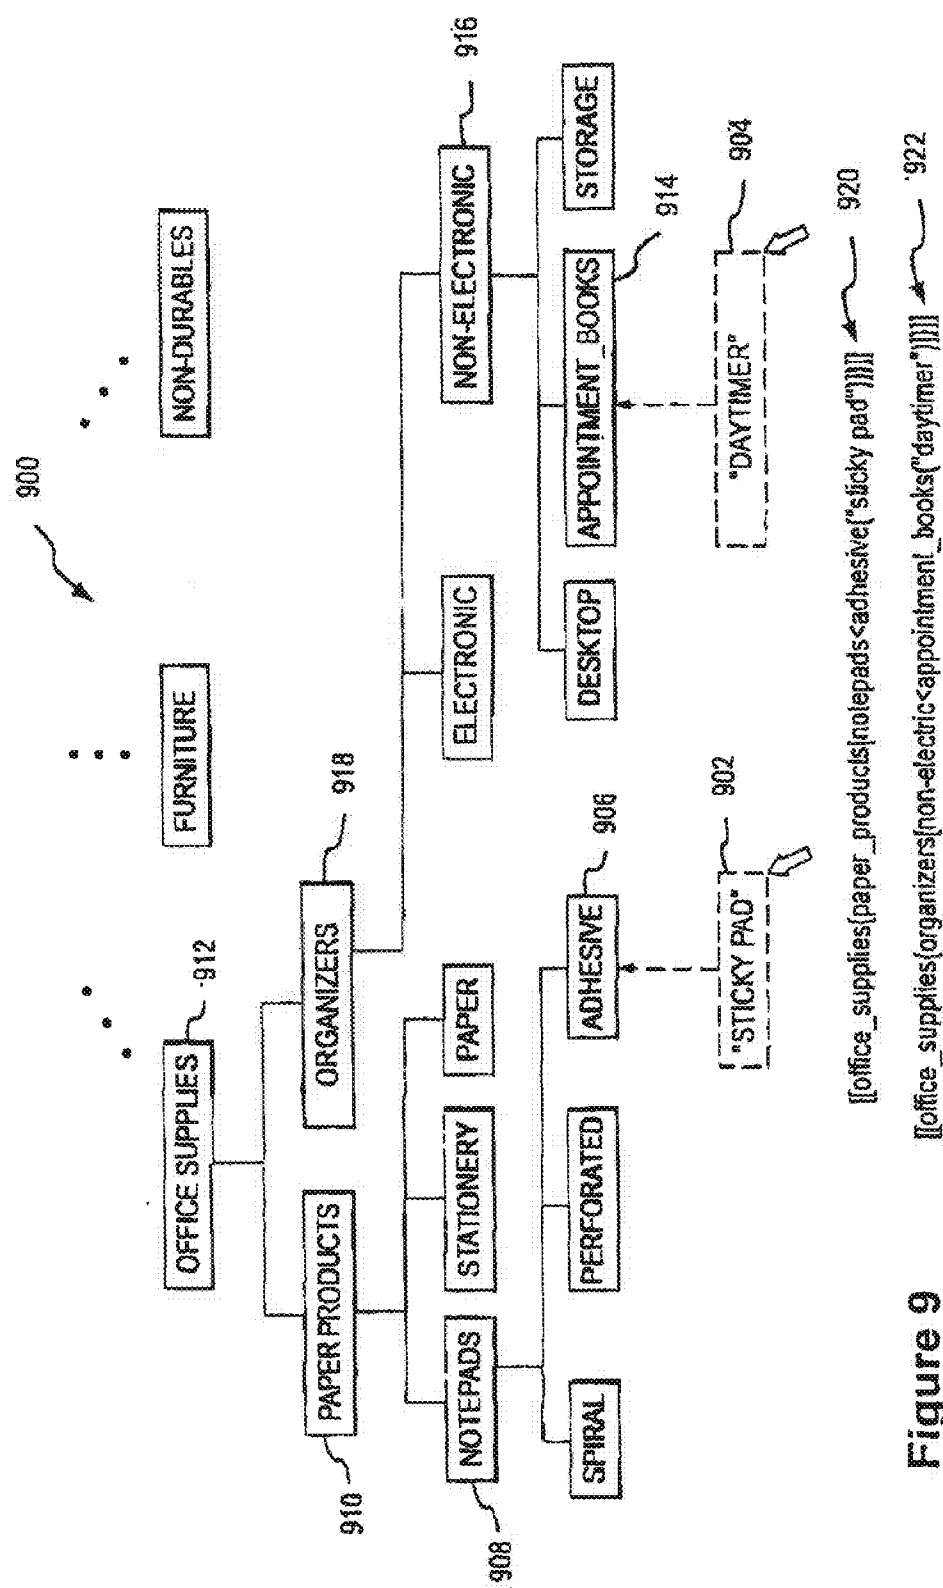 900
OFFICE SUPPLIES
912
FURNITURE
NON-DURABLES
PAPER PRODUCTS
910
ORGANIZERS
918
NOTEPADS
908
STATIONERY
PAPER
ELECTRONIC
NON-ELECTRONIC
916
SPIRAL
PERFORATED
ADHESIVE
906
DESKTOP
APPOINTMENT_BOOKS
914
STORAGE
"STICKY PAD"
902
"DAYTIMER"
904
[[office_supplies{paper_products[notepads<adhesive("sticky pad")]]]]
920
[[office_supplies{organizers[non-electric<appointment_books("daytimer")]]]]
922
Figure 9